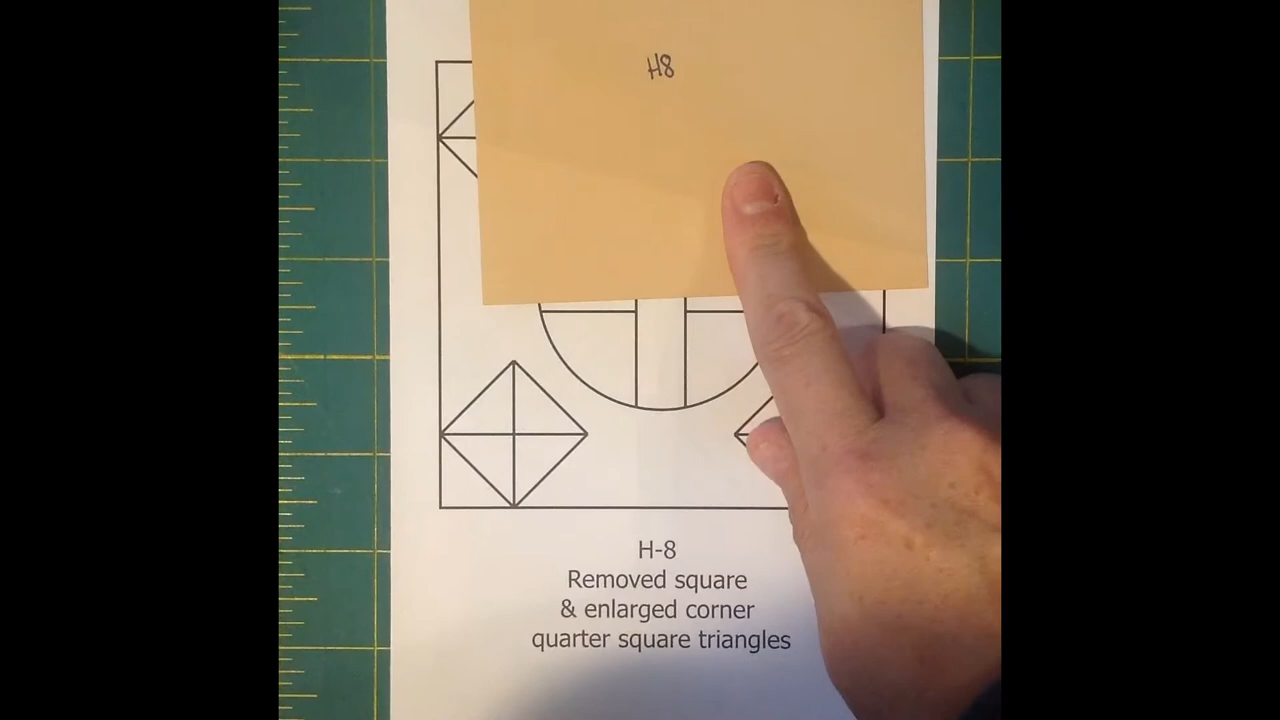 H8
H-8
Removed square
& enlarged corner
quarter square triangles